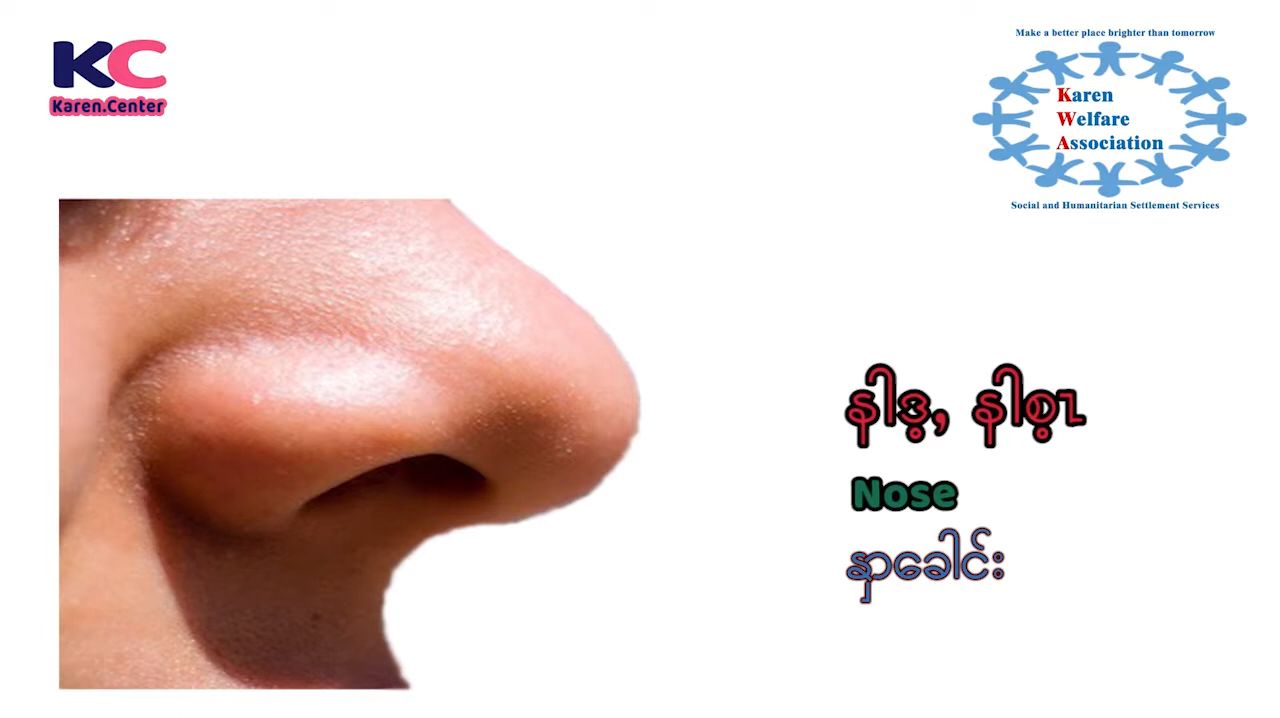 KC
Karen.Center
Make a better place brighter than tomorrow
Karen
Welfare
Association
Social and Humanitarian Settlement Services
နါဒ့, နါစ့ၤ
Nose
နှာခေါင်း